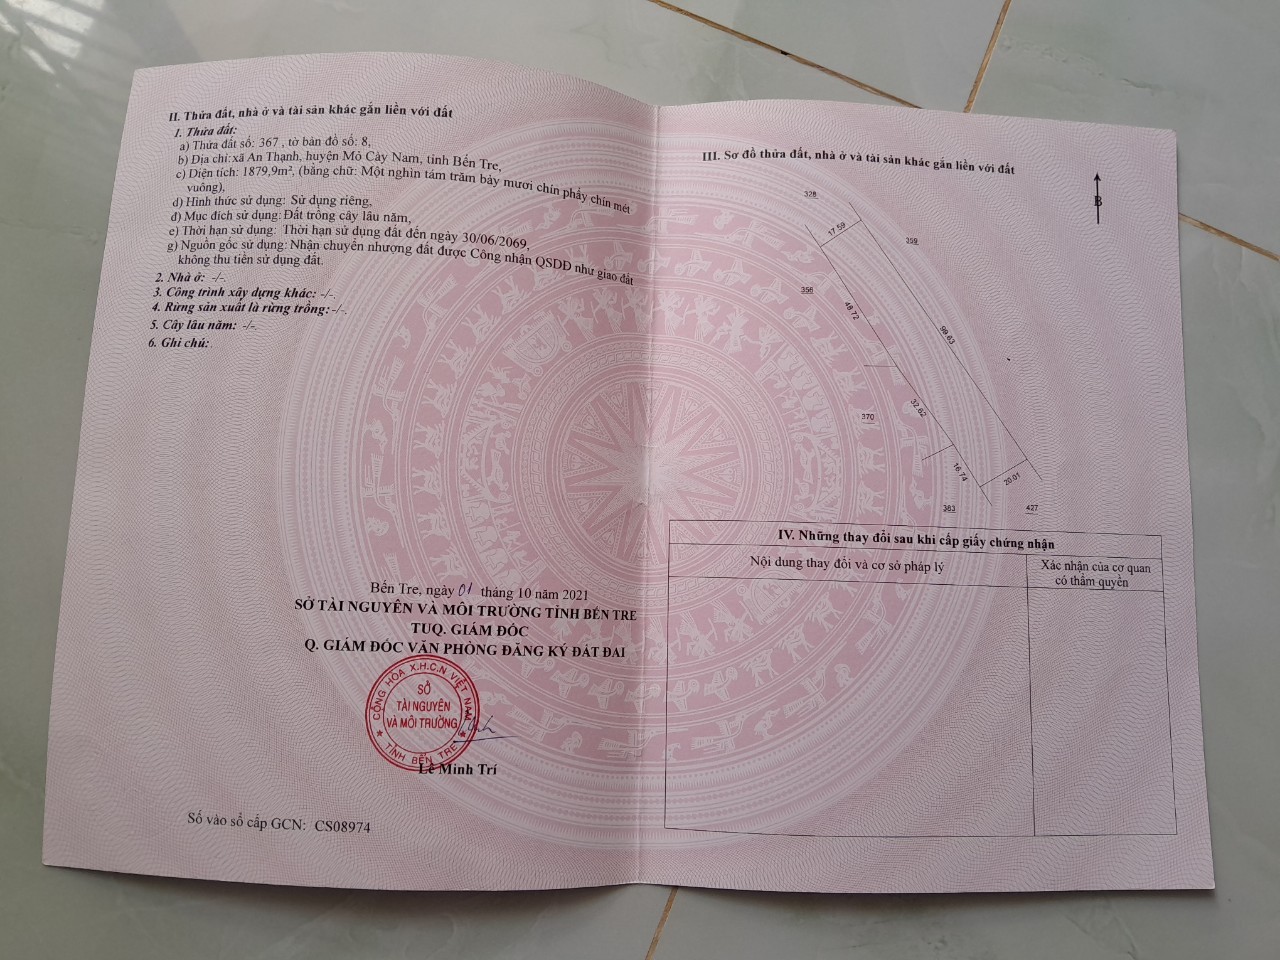 II. Thửa đất, nhà ở và tài sản khác gắn liền với đất
1. Thửa đất:
a) Thửa đất số: 367 , tờ bản đồ số: 8,
b) Địa chỉ:xã An Thạnh, huyện Mỏ Cày Nam, tỉnh Bến Tre,
c) Diện tích: 1879,9m², (bằng chữ: Một nghìn tám trăm bảy mươi chín phẩy chín mét
vuông),
d) Hình thức sử dụng: Sử dụng riêng,
đ) Mục đích sử dụng: Đất trồng cây lâu năm,
e) Thời hạn sử dụng: Thời hạn sử dụng đất đến ngày 30/06/2069,
g) Nguồn gốc sử dụng: Nhận chuyển nhượng đất được Công nhận QSDĐ như giao đất
không thu tiền sử dụng đất.
2. Nhà ở: -/-.
3. Công trình xây dựng khác: -/-.
4. Rừng sản xuất là rừng trồng: -/-.
5. Cây lâu năm: -/-.
6. Ghi chú:
Bến Tre, ngày 01 tháng 10 năm 2021
SỞ TÀI NGUYÊN VÀ MÔI TRƯỜNG TỈNH BẾN TRE
TUQ. GIÁM ĐỐC
Q. GIÁM ĐỐC VĂN PHÒNG ĐĂNG KÝ ĐẤT ĐAI
CỘNG HÒA X.H.C.N VIỆT NAM
SỞ
TÀI NGUYÊN
VÀ MÔI TRƯỜNG
TỈNH BẾN TRE
Lê Minh Trí
Số vào sổ cấp GCN: CS08974
III. Sơ đồ thửa đất, nhà ở và tài sản khác gắn liền với đất
B
328
17.59
359
356
48.72
99.63
370
32.62
16.74
20.01
383
427
IV. Những thay đổi sau khi cấp giấy chứng nhận
Nội dung thay đổi và cơ sở pháp lý
Xác nhận của cơ quan
có thẩm quyền